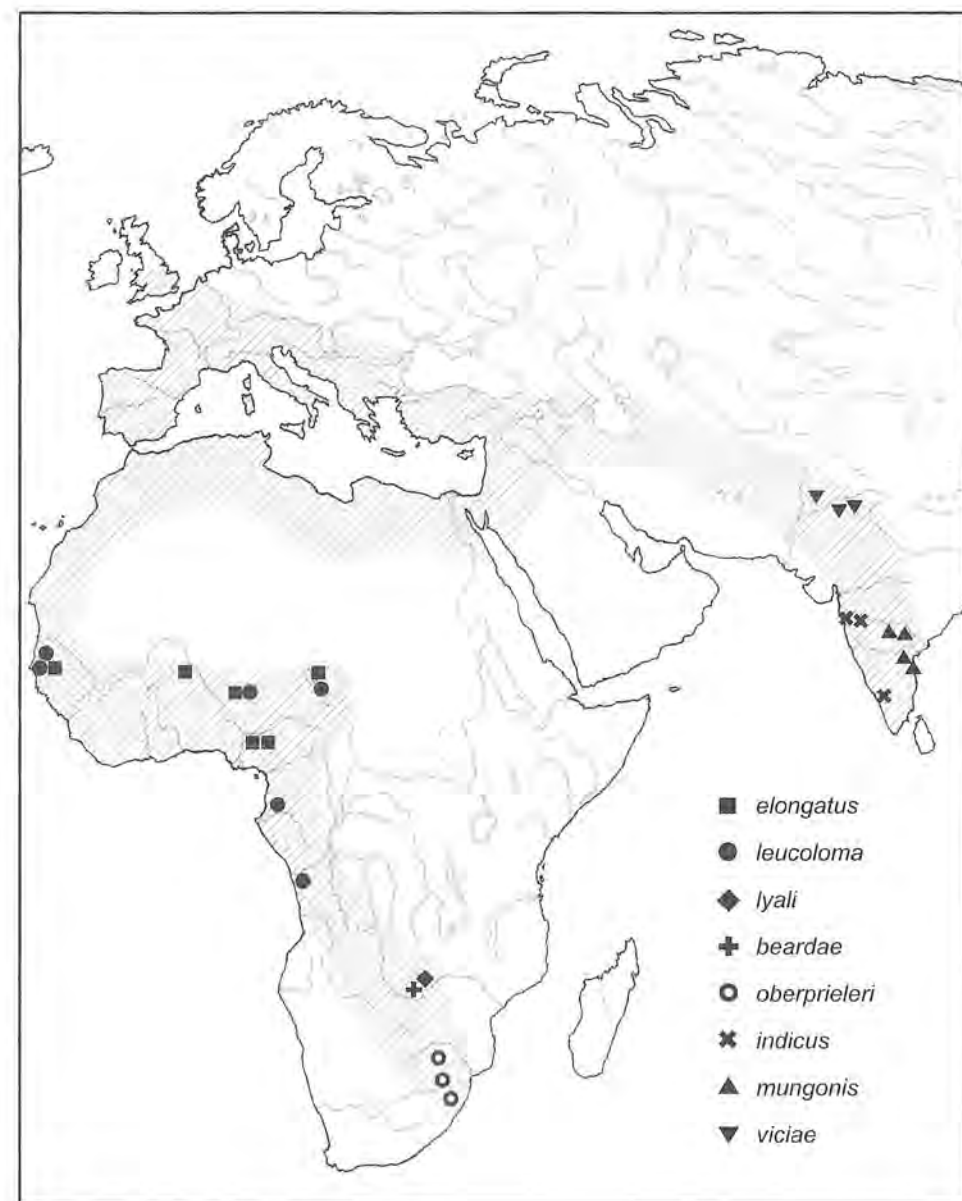 elongatus
leucoloma
lyali
beardae
oberprieleri
indicus
mungonis
viciae